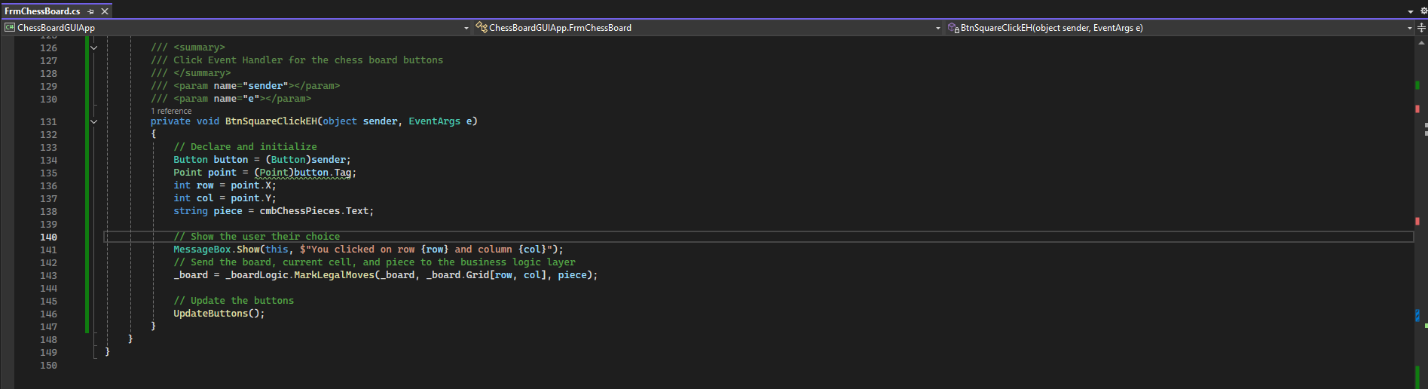 FrmChessBoard.cs
ChessBoardGUIApp ChessBoardGUIApp.FrmChessBoard BtnSquareClickEH(object sender, EventArgs e)
126 /// <summary>
127 /// Click Event Handler for the chess board buttons
128 /// </summary>
129 /// <param name="sender"></param>
130 /// <param name="e"></param>
1 reference
131 private void BtnSquareClickEH(object sender, EventArgs e)
132 {
133 // Declare and initialize
134 Button button = (Button)sender;
135 Point point = (Point)button.Tag;
136 int row = point.X;
137 int col = point.Y;
138 string piece = cmbChessPieces.Text;
139
140 // Show the user their choice
141 MessageBox.Show(this, $"You clicked on row {row} and column {col}");
142 // Send the board, current cell, and piece to the business logic layer
143 _board = _boardLogic.MarkLegalMoves(_board, _board.Grid[row, col], piece);
144
145 // Update the buttons
146 UpdateButtons();
147 }
148 }
149 }
150